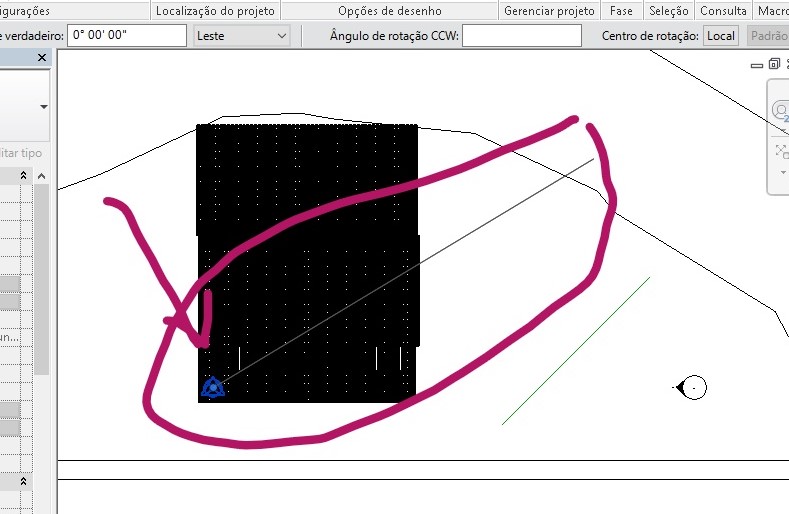 igurações Localização do projeto Opções de desenho Gerenciar projeto Fase Seleção Consulta Macro
verdadeiro: 0° 00' 00" Leste Ângulo de rotação CCW: Centro de rotação: Local Padrão
itar tipo
un...